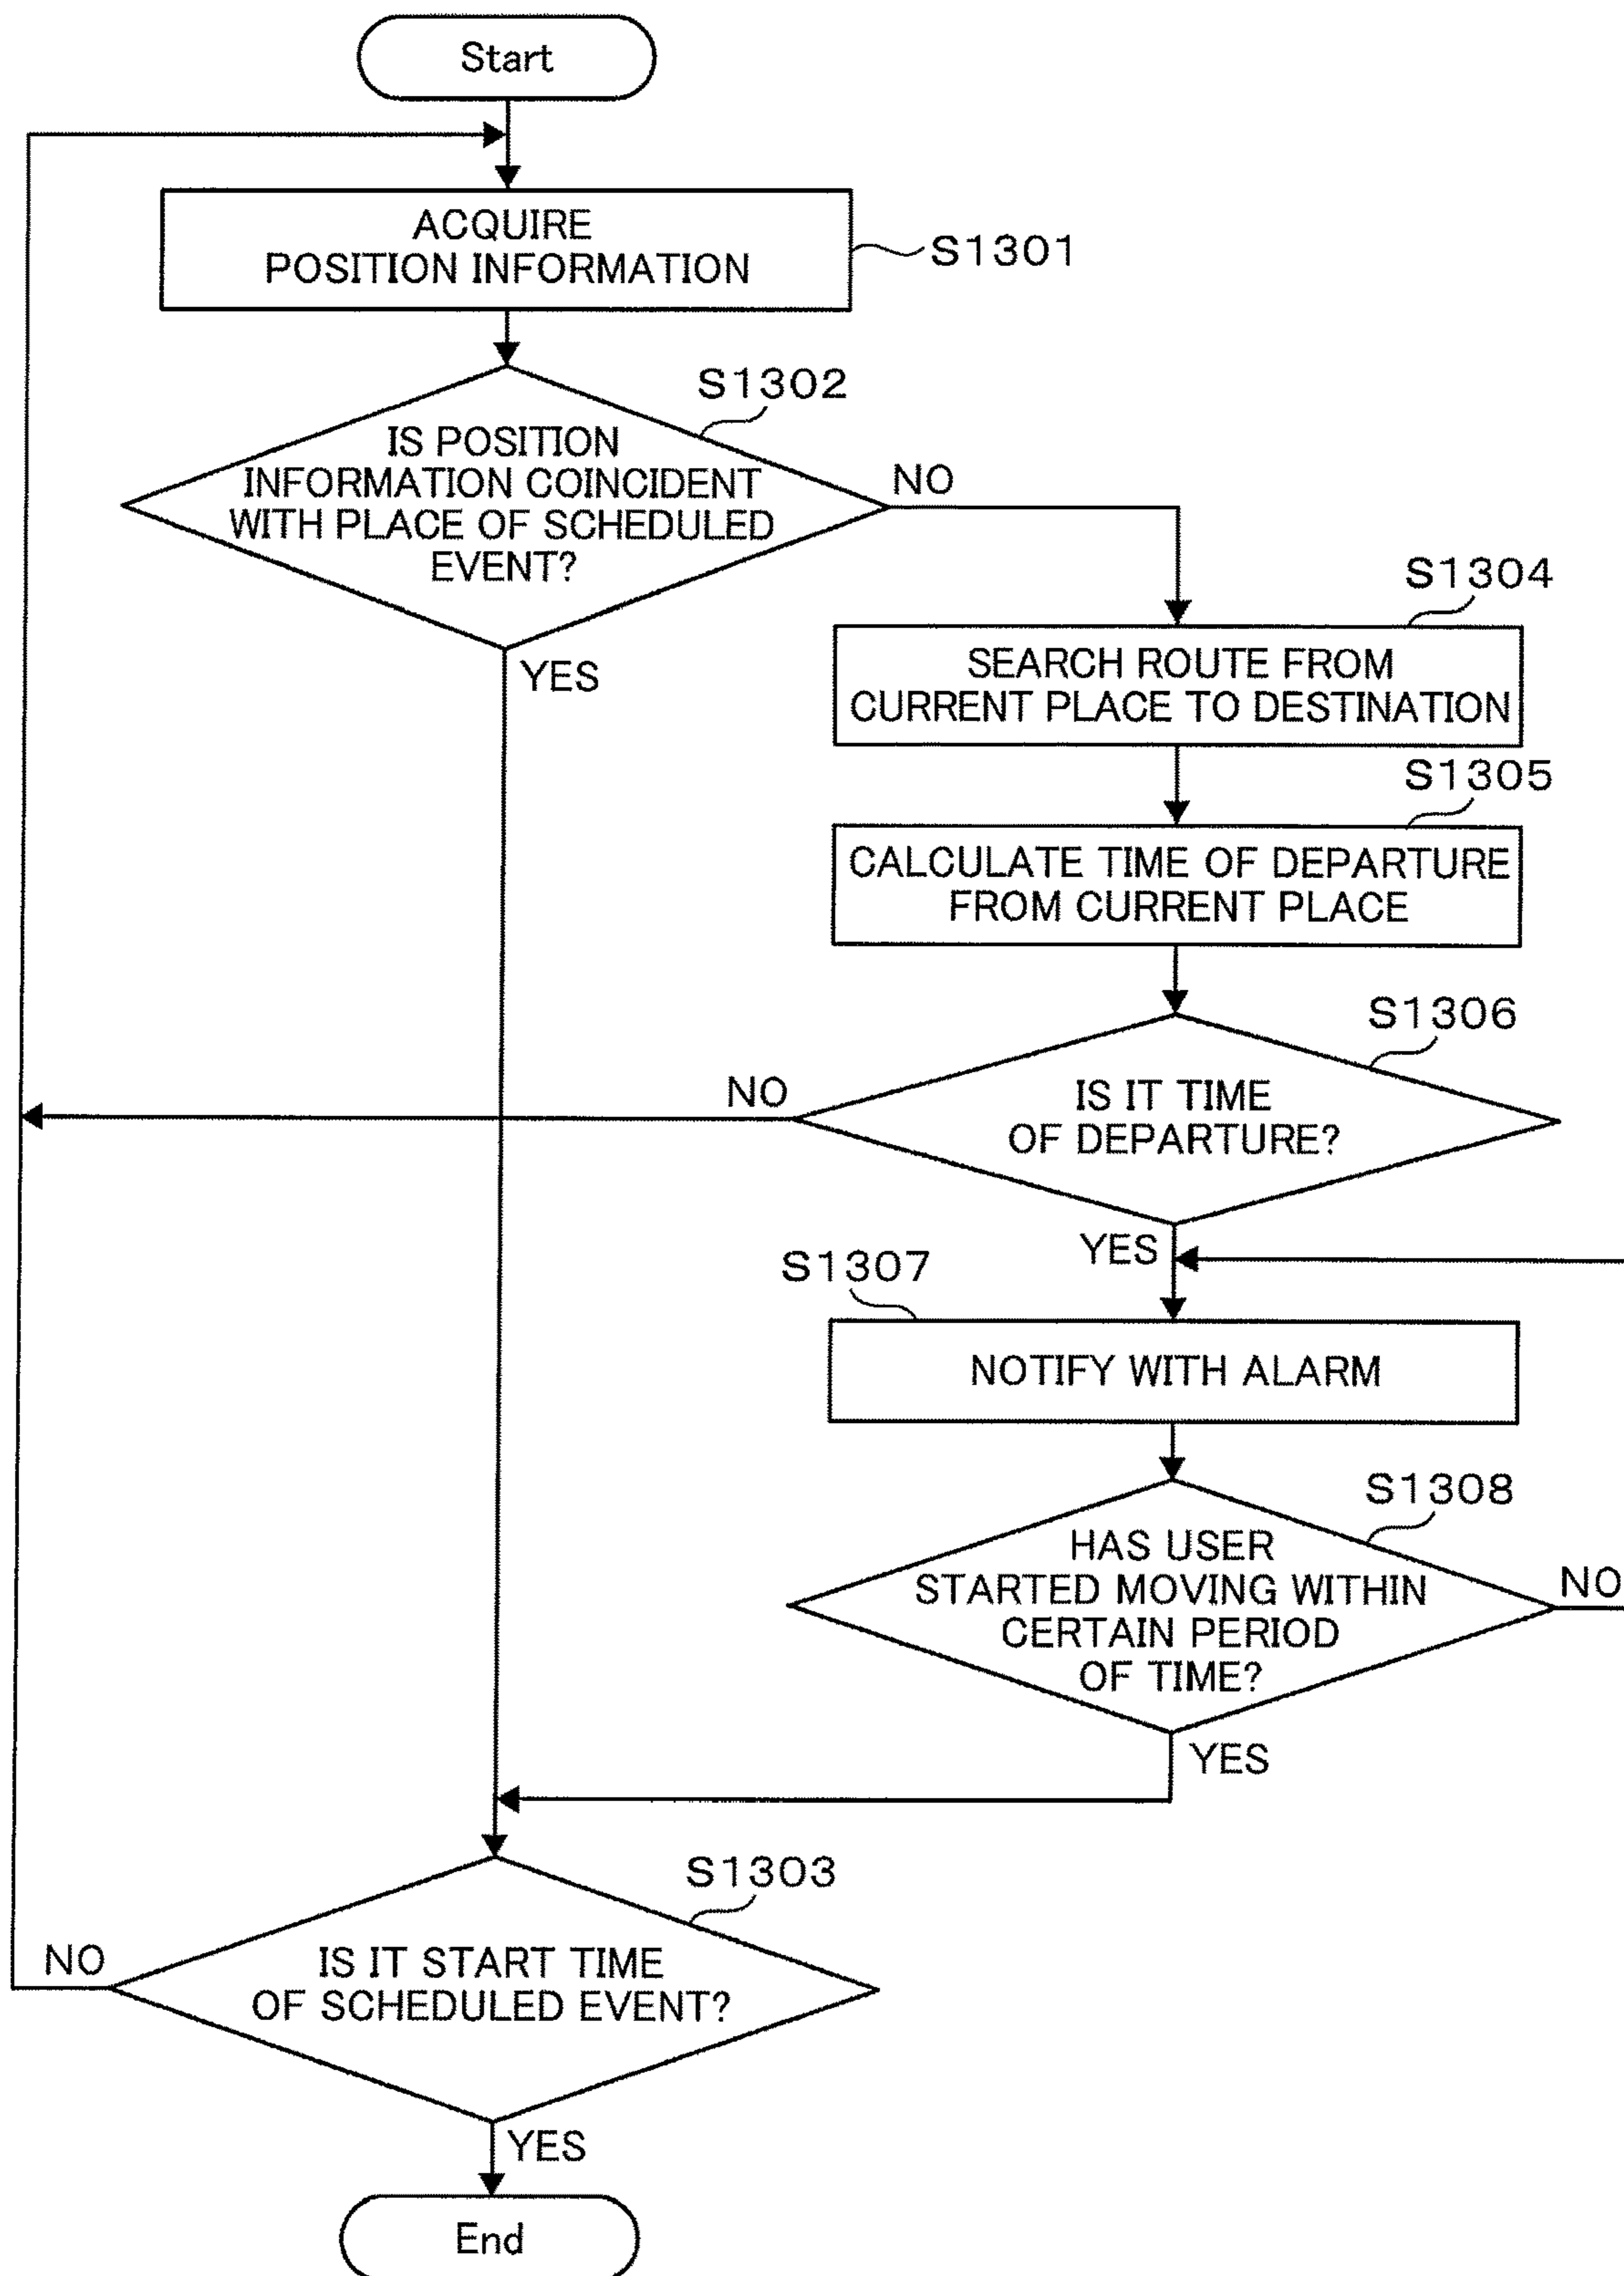 Start
ACQUIRE
POSITION INFORMATION
S1301
S1302
IS POSITION
INFORMATION COINCIDENT
WITH PLACE OF SCHEDULED
EVENT?
NO
YES
S1304
SEARCH ROUTE FROM
CURRENT PLACE TO DESTINATION
S1305
CALCULATE TIME OF DEPARTURE
FROM CURRENT PLACE
S1306
IS IT TIME
OF DEPARTURE?
NO
YES
S1307
NOTIFY WITH ALARM
S1308
HAS USER
STARTED MOVING WITHIN
CERTAIN PERIOD
OF TIME?
NO
YES
S1303
IS IT START TIME
OF SCHEDULED EVENT?
NO
YES
End